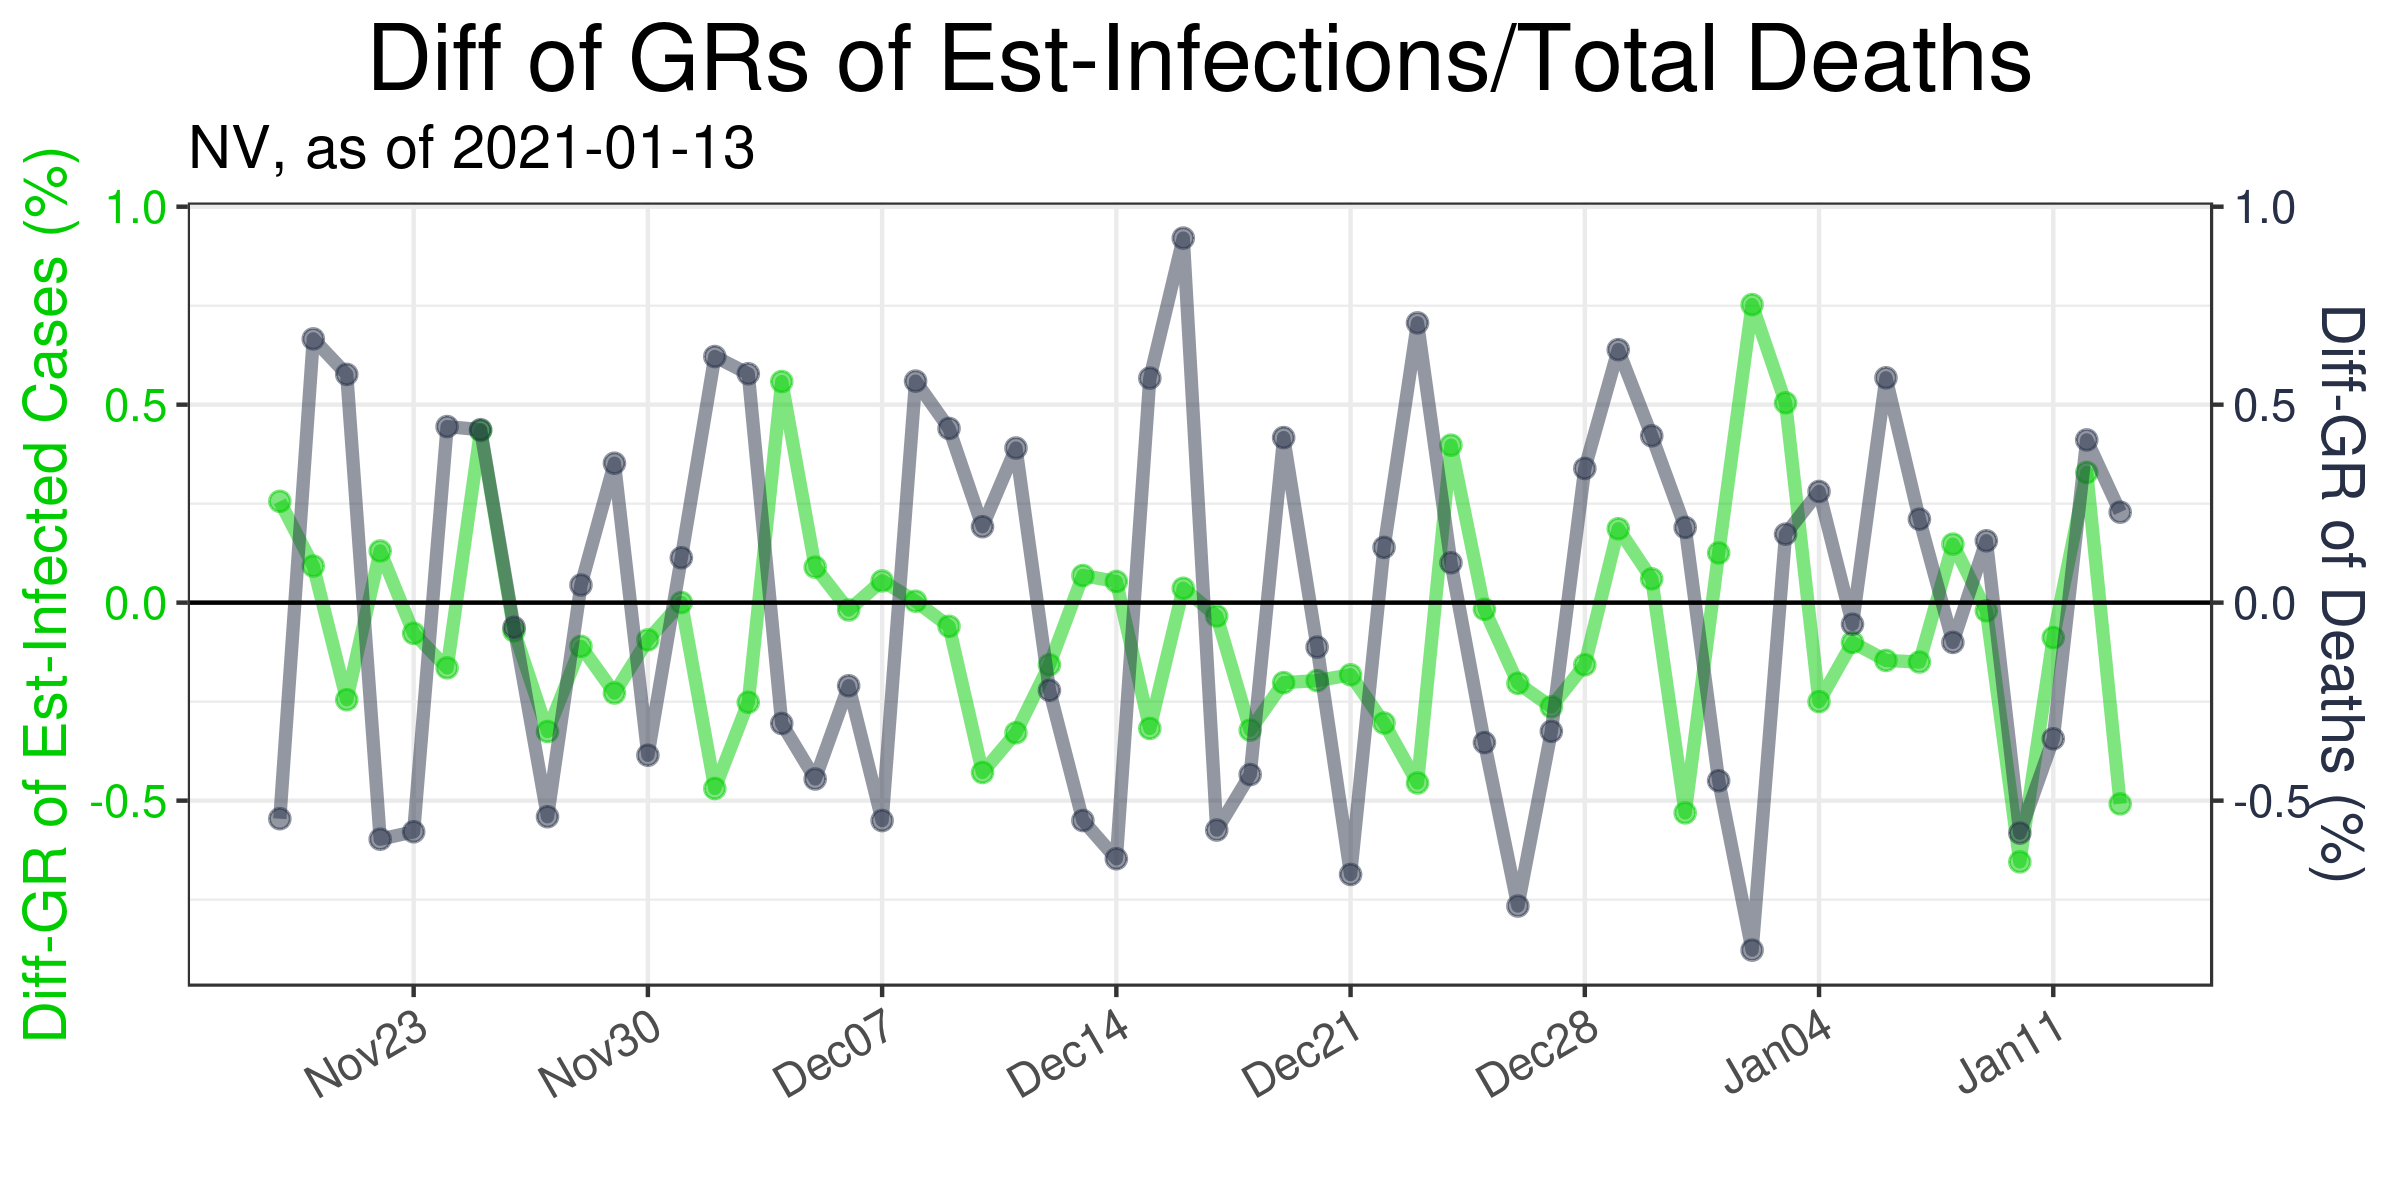 Diff of GRs of Est-Infections/Total Deaths
NV, as of 2021-01-13
Diff-GR of Est-Infected Cases (%)
1.0
0.5
0.0
-0.5
1.0
0.5
0.0
-0.5
Diff-GR of Deaths (%)
Nov23
Nov30
Dec07
Dec14
Dec21
Dec28
Jan04
Jan11